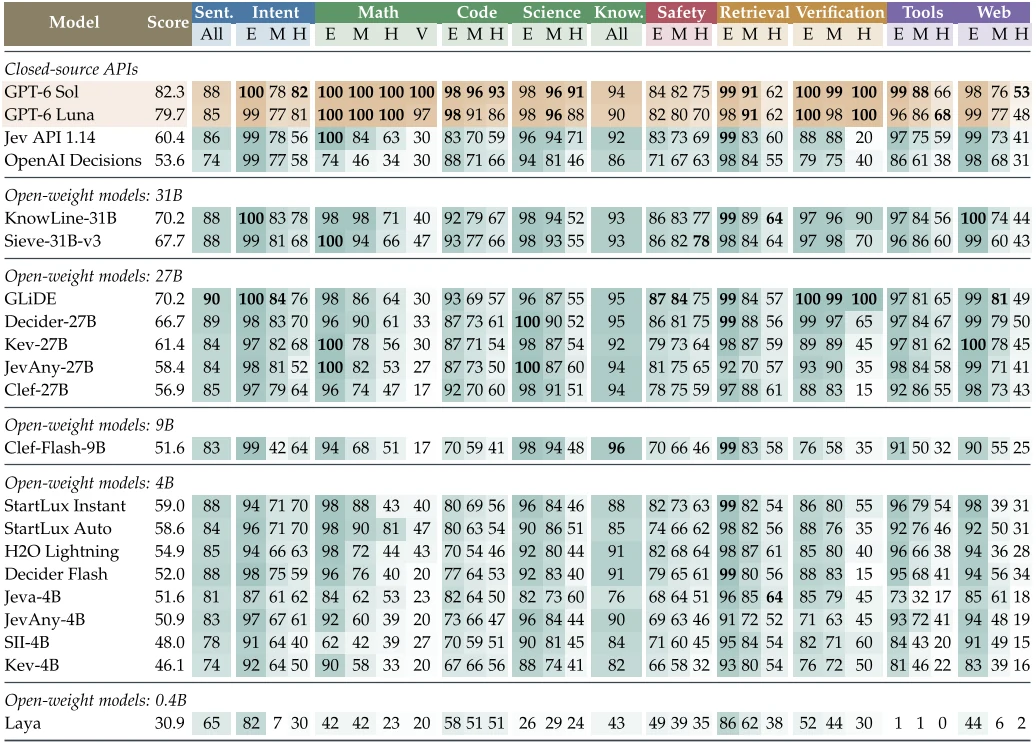 Model Score Sent. Intent Math Code Science Know. Safety Retrieval Verification Tools Web
All E M H E M H V E M H E M H All E M H E M H E M H E M H E M H
Closed-source APIs
GPT-6 Sol 82.3 88 100 78 82 100 100 100 100 98 96 93 98 96 91 94 84 82 75 99 91 62 100 99 100 99 88 66 98 76 53
GPT-6 Luna 79.7 85 99 77 81 100 100 100 97 98 91 86 98 96 88 90 82 80 70 98 91 62 100 98 100 98 86 68 99 77 48
Jev API 1.14 60.4 86 99 78 56 100 84 63 30 83 73 59 96 94 71 92 83 73 69 99 83 60 88 88 20 97 75 59 99 73 41
OpenAI Decisions 53.6 74 99 77 58 74 46 34 30 88 71 66 94 81 46 86 71 67 63 98 84 55 79 75 40 86 61 38 98 68 31
Open-weight models: 31B
KnowLine-31B 70.2 88 100 83 78 98 98 71 40 92 79 67 98 94 52 93 86 83 77 99 89 64 97 96 90 97 84 56 100 74 44
Sieve-31B-v3 67.7 88 99 81 68 100 94 66 47 93 77 66 98 93 55 93 86 82 78 98 84 64 97 98 70 96 86 60 99 60 43
Open-weight models: 27B
GLiDE 70.2 90 100 84 76 98 86 64 30 93 69 57 96 87 55 95 87 84 75 99 84 57 100 99 100 97 81 65 99 81 49
Decider-27B 66.7 89 98 83 70 96 90 61 33 87 73 61 100 90 52 95 86 81 75 99 88 56 99 97 65 97 84 67 99 79 50
Kev-27B 61.4 84 97 82 68 100 78 56 30 87 71 54 98 87 54 92 79 73 64 98 87 53 89 89 45 97 81 62 100 78 45
JevAny-27B 58.4 84 98 81 52 100 82 53 27 87 73 50 100 87 60 94 81 75 65 92 70 57 93 90 35 98 84 58 99 71 41
Clef-27B 56.9 85 97 79 64 96 74 47 17 92 70 60 98 91 51 94 78 75 59 97 88 61 88 83 15 92 86 55 98 73 43
Open-weight models: 9B
Clef-Flash-9B 51.6 83 99 42 64 94 68 51 17 70 59 41 98 94 48 96 70 66 46 99 83 58 76 58 35 91 50 32 90 55 25
Open-weight models: 4B
StartLux Instant 59.0 88 94 71 70 98 88 43 40 80 69 56 96 84 46 88 82 73 63 99 82 54 86 80 55 96 79 54 98 39 31
StartLux Auto 58.6 84 96 71 70 98 90 81 47 80 63 54 90 86 51 85 74 66 62 98 82 56 88 76 35 92 76 46 92 50 31
H2O Lightning 54.9 85 94 66 63 98 72 44 43 70 54 46 92 80 44 91 82 68 64 98 87 61 85 80 40 96 66 38 94 36 28
Decider Flash 52.0 88 98 75 59 96 76 40 20 77 64 53 92 83 40 91 79 65 61 99 80 56 88 83 15 95 68 41 94 56 34
Jeva-4B 51.6 81 87 61 62 84 62 53 23 82 64 50 82 73 60 76 68 64 51 96 85 64 85 79 45 73 32 17 85 61 18
JevAny-4B 50.9 83 97 67 61 92 60 39 20 73 66 47 96 84 44 90 69 63 46 91 72 52 71 63 45 93 72 41 94 48 19
SII-4B 48.0 78 91 64 40 62 42 39 27 70 59 51 90 81 45 84 71 60 45 95 84 54 82 71 60 84 43 20 91 49 15
Kev-4B 46.1 74 92 64 50 90 58 33 20 67 66 56 88 74 41 82 66 58 32 93 80 54 76 72 50 81 46 22 83 39 16
Open-weight models: 0.4B
Laya 30.9 65 82 7 30 42 42 23 20 58 51 51 26 29 24 43 49 39 35 86 62 38 52 44 30 1 1 0 44 6 2